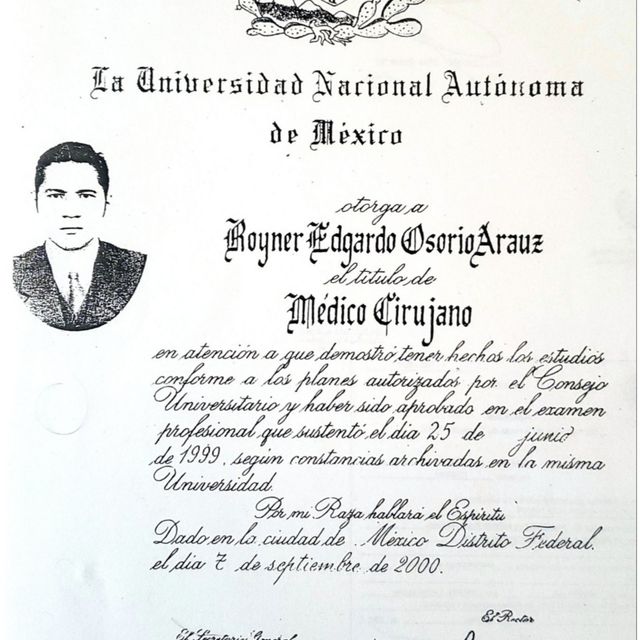 La Universidad Nacional Autónoma
de México
otorga a
Royner Edgardo Osorio Arauz
el título de
Médico Cirujano
en atención a que demostró tener hechos los estudios
conforme a los planes autorizados por el Consejo
Universitario y haber sido aprobado en el examen
profesional que sustentó el día 25 de junio
de 1999, según constancias archivadas en la misma
Universidad.
Por mi Raza hablará el Espíritu
Dado en la ciudad de México Distrito Federal,
el día 7 de septiembre de 2000.
El Rector
El Secretario General